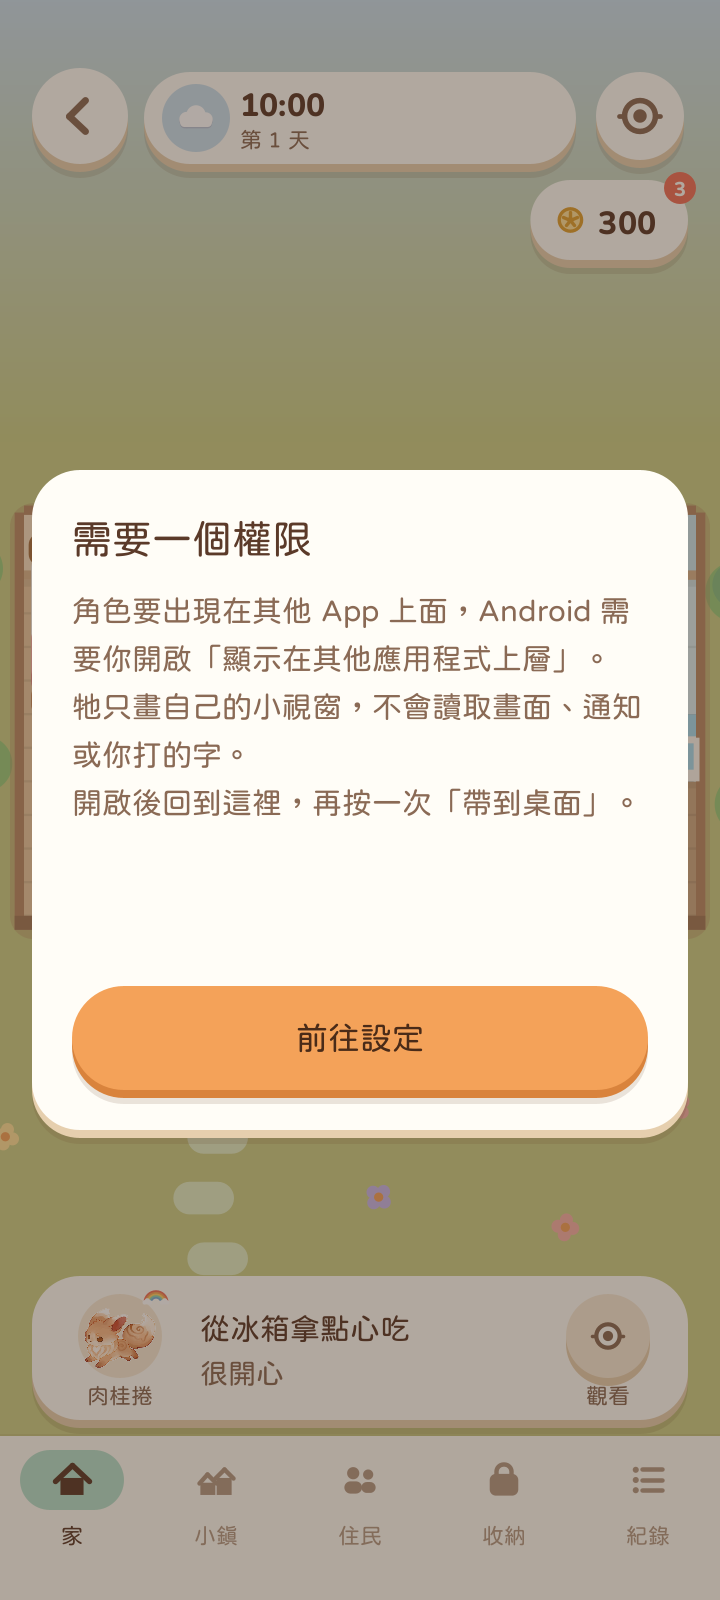 10:00
第 1 天
3
300
需要一個權限
角色要出現在其他 App 上面，Android 需
要你開啟「顯示在其他應用程式上層」。
牠只畫自己的小視窗，不會讀取畫面、通知
或你打的字。
開啟後回到這裡，再按一次「帶到桌面」。
前往設定
從冰箱拿點心吃
很開心
肉桂捲
觀看
家
小鎮
住民
收納
紀錄